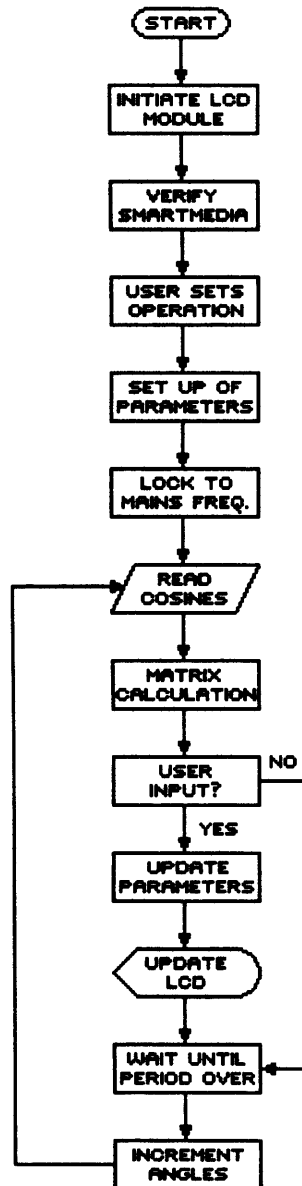 START
INITIATE LCD
MODULE
VERIFY
SMARTMEDIA
USER SETS
OPERATION
SET UP OF
PARAMETERS
LOCK TO
MAINS FREQ.
READ
COSINES
MATRIX
CALCULATION
USER
INPUT?
NO
YES
UPDATE
PARAMETERS
UPDATE
LCD
WAIT UNTIL
PERIOD OVER
INCREMENT
ANGLES